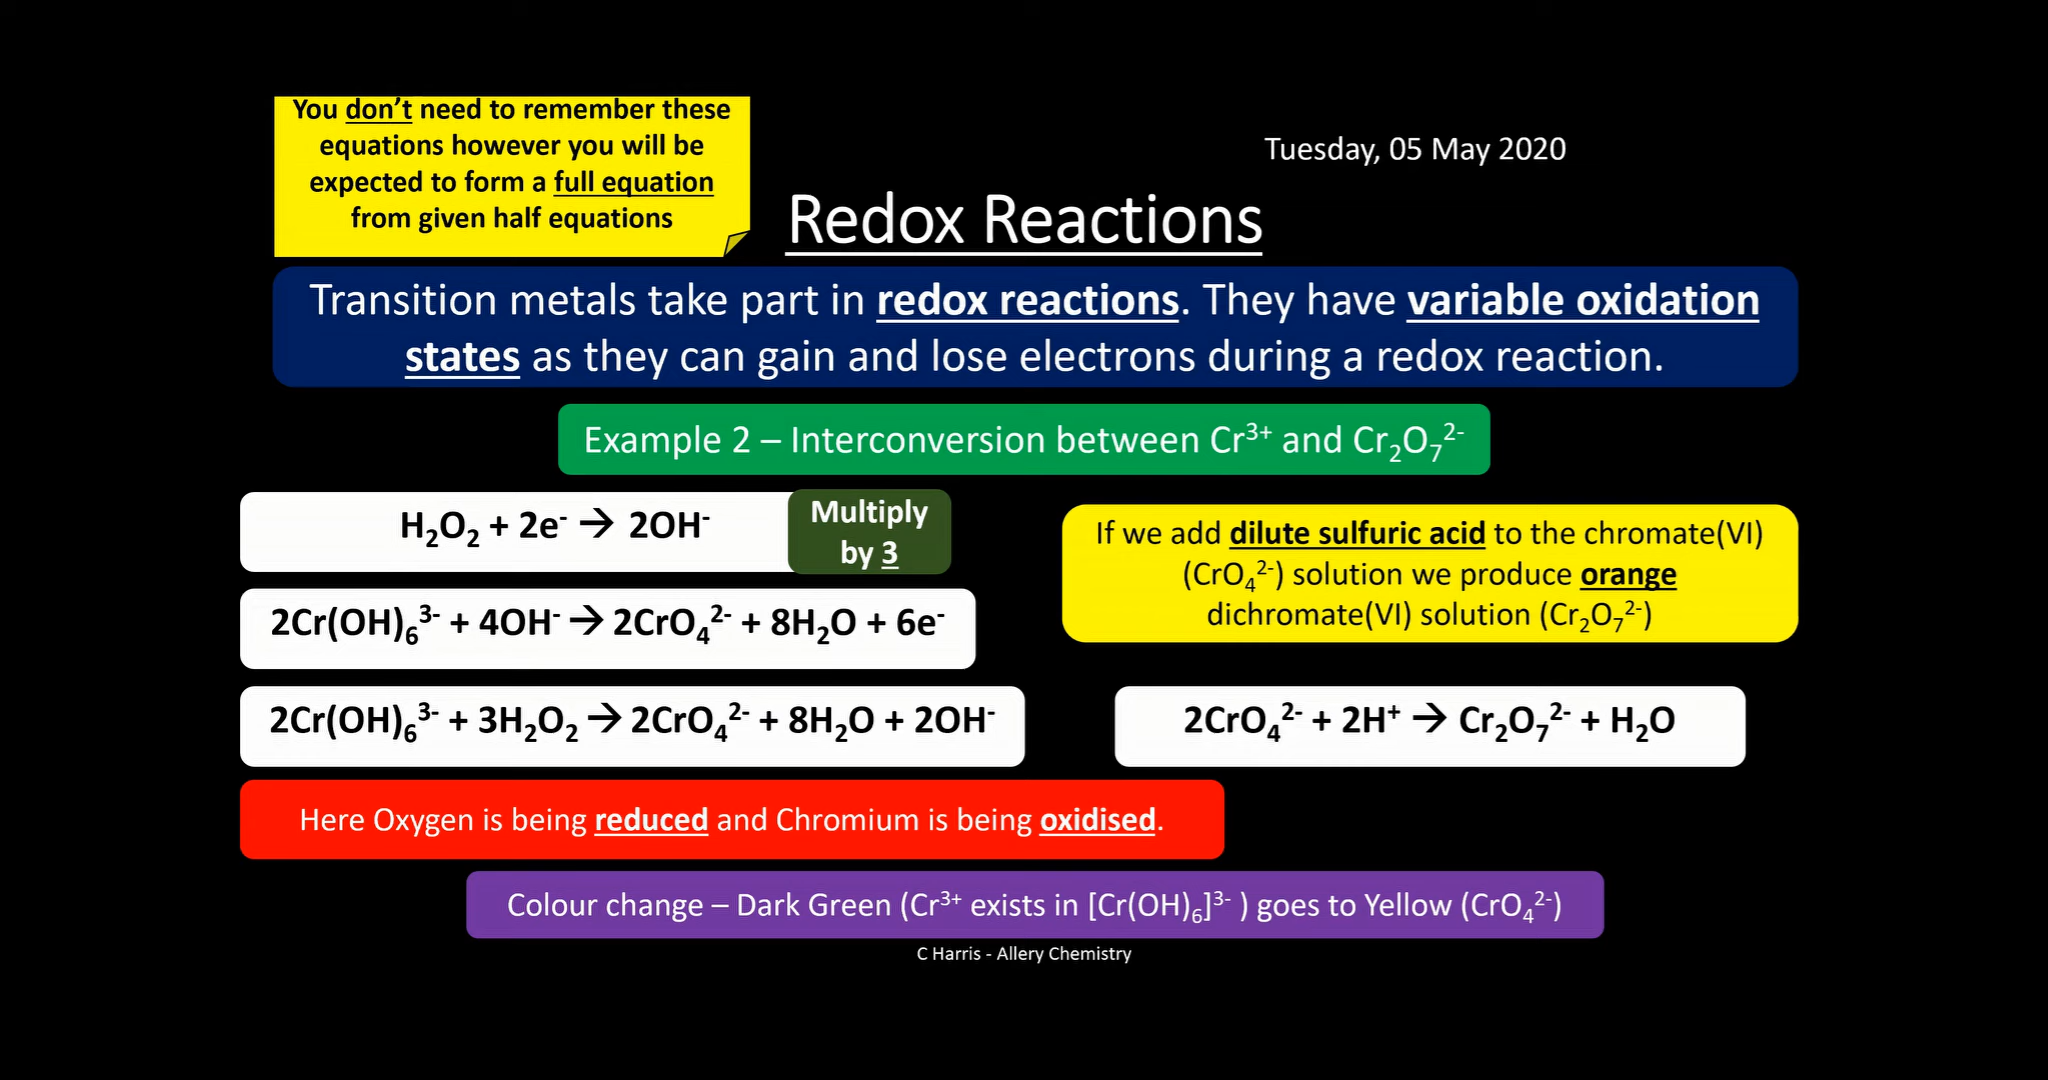 You don't need to remember these
equations however you will be
expected to form a full equation
from given half equations
Tuesday, 05 May 2020
Redox Reactions
Transition metals take part in redox reactions. They have variable oxidation
states as they can gain and lose electrons during a redox reaction.
Example 2 – Interconversion between Cr³⁺ and Cr₂O₇²⁻
H₂O₂ + 2e⁻ → 2OH⁻
Multiply
by 3
2Cr(OH)₆³⁻ + 4OH⁻ → 2CrO₄²⁻ + 8H₂O + 6e⁻
2Cr(OH)₆³⁻ + 3H₂O₂ → 2CrO₄²⁻ + 8H₂O + 2OH⁻
If we add dilute sulfuric acid to the chromate(VI)
(CrO₄²⁻) solution we produce orange
dichromate(VI) solution (Cr₂O₇²⁻)
2CrO₄²⁻ + 2H⁺ → Cr₂O₇²⁻ + H₂O
Here Oxygen is being reduced and Chromium is being oxidised.
Colour change – Dark Green (Cr³⁺ exists in [Cr(OH)₆]³⁻ ) goes to Yellow (CrO₄²⁻)
C Harris - Allery Chemistry